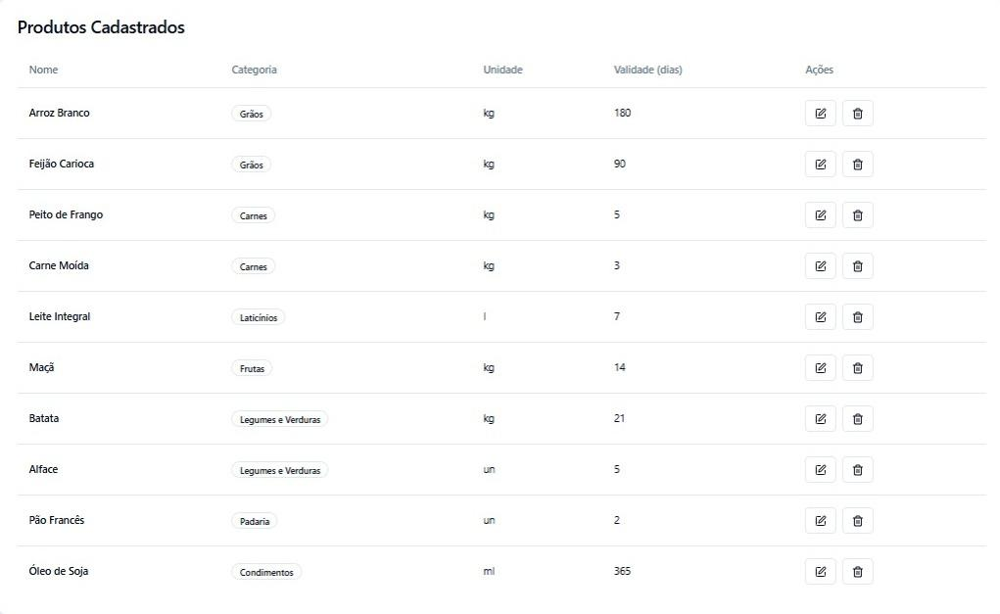 Produtos Cadastrados
Nome Categoria Unidade Validade (dias) Ações
Arroz Branco Grãos kg 180
Feijão Carioca Grãos kg 90
Peito de Frango Carnes kg 5
Carne Moída Carnes kg 3
Leite Integral Laticínios l 7
Maçã Frutas kg 14
Batata Legumes e Verduras kg 21
Alface Legumes e Verduras un 5
Pão Francês Padaria un 2
Óleo de Soja Condimentos ml 365